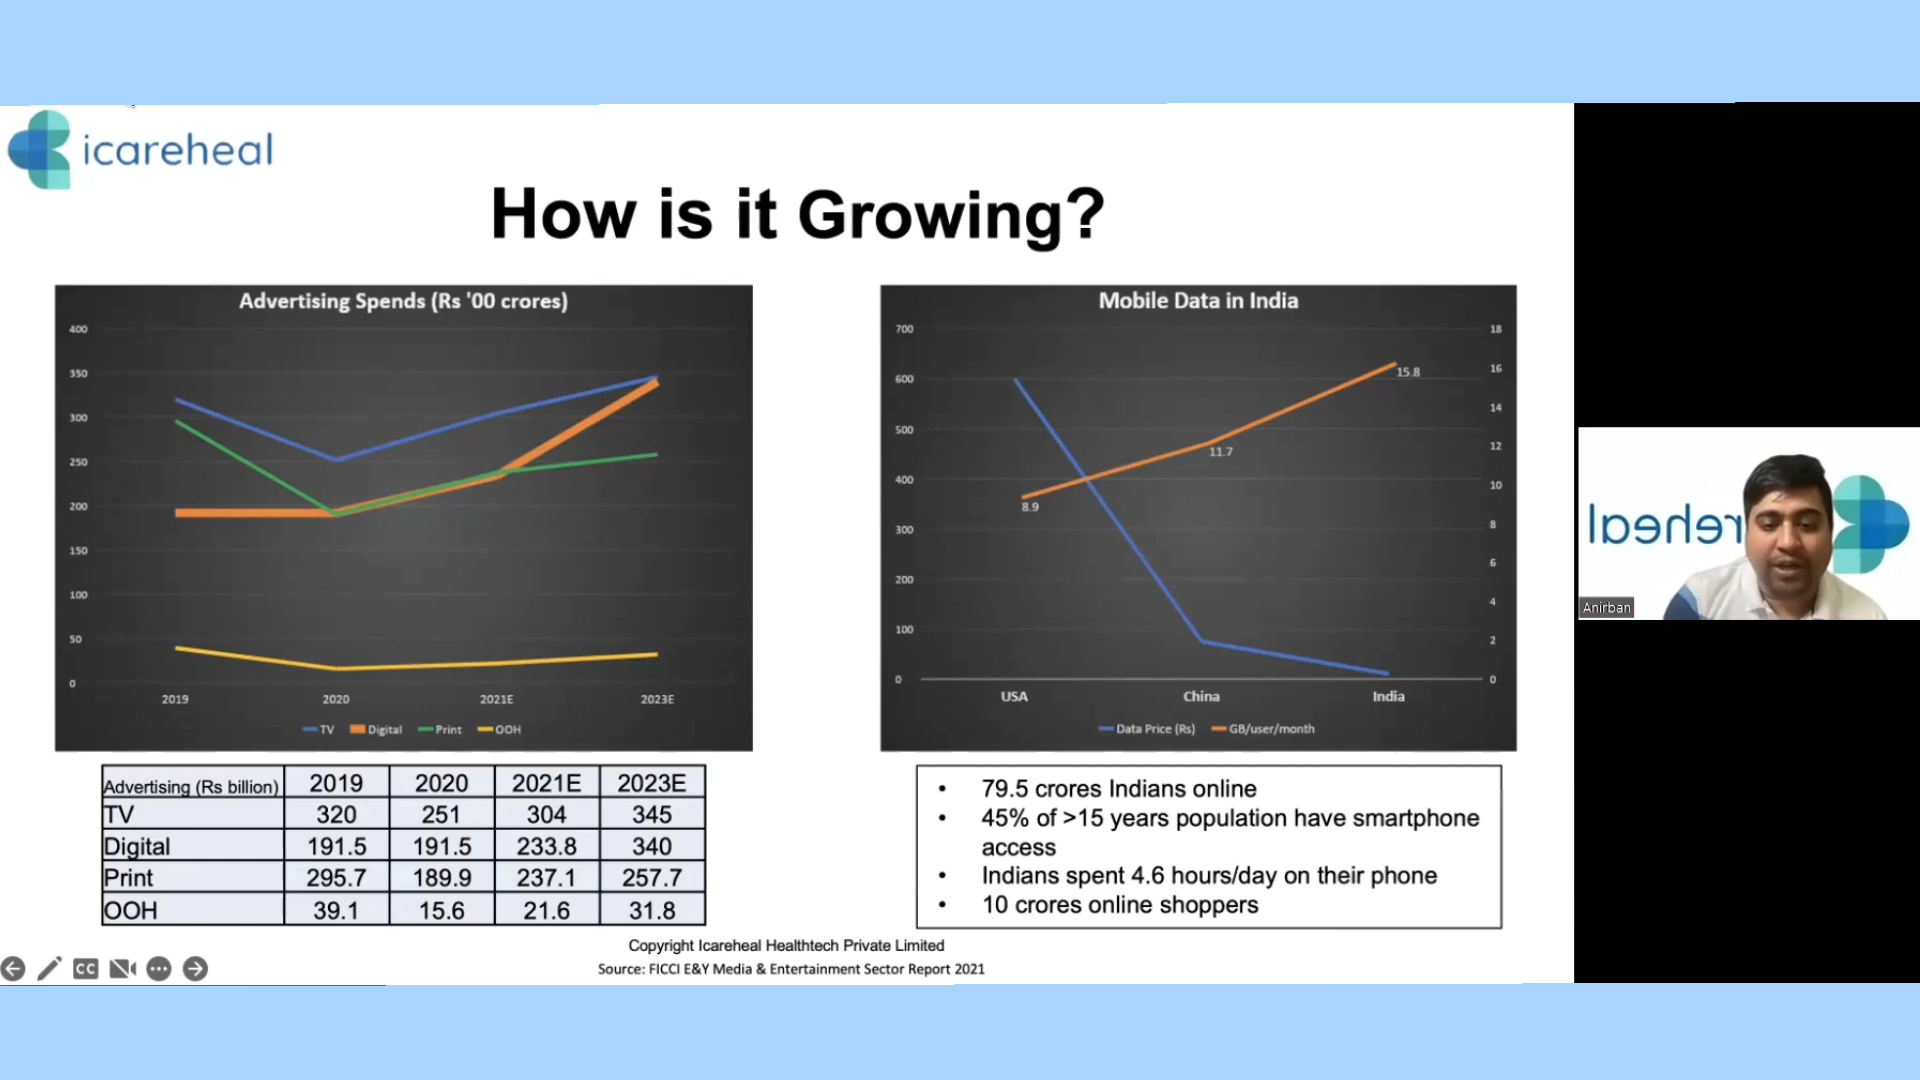 icareheal
How is it Growing?
Advertising Spends (Rs '00 crores)
400
350
300
250
200
150
100
50
0
2019 2020 2021E 2023E
TV Digital Print OOH
Mobile Data in India
700 18
600 16
500 14
400 12
300 10
200 8
100 6
0 4
2
0
15.8
11.7
8.9
USA China India
Data Price (Rs) GB/user/month
Advertising (Rs billion) 2019 2020 2021E 2023E
TV 320 251 304 345
Digital 191.5 191.5 233.8 340
Print 295.7 189.9 237.1 257.7
OOH 39.1 15.6 21.6 31.8
• 79.5 crores Indians online
• 45% of >15 years population have smartphone
access
• Indians spent 4.6 hours/day on their phone
• 10 crores online shoppers
Copyright Icareheal Healthtech Private Limited
Source: FICCI E&Y Media & Entertainment Sector Report 2021
CC
reheal
Anirban